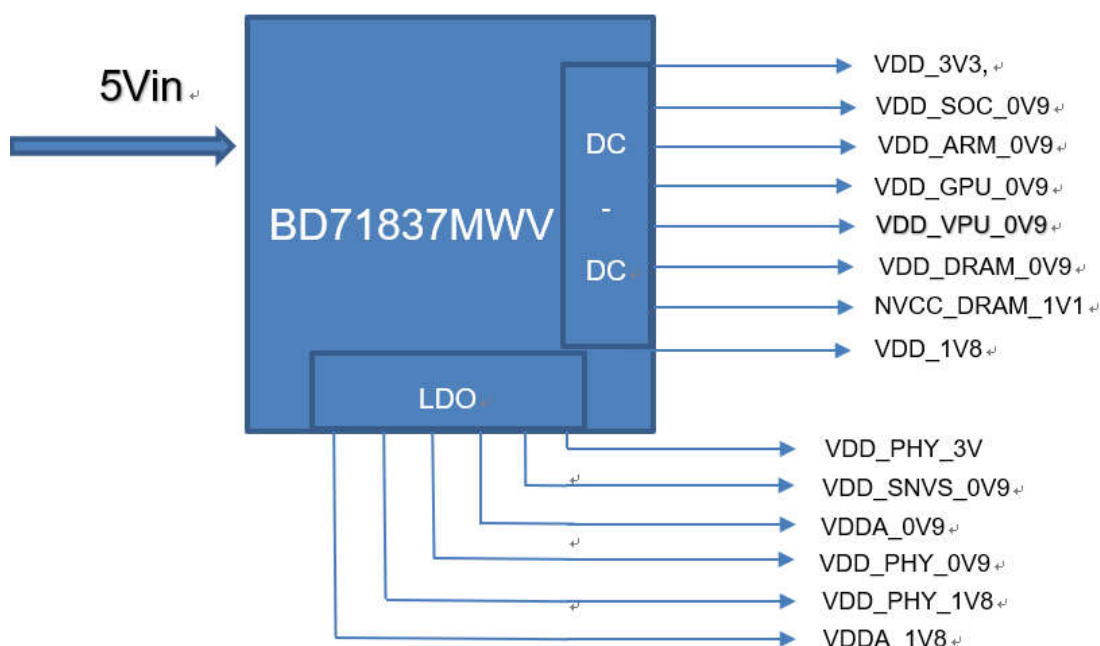 5Vin
BD71837MWV
DC
-
DC
LDO
VDD_3V3,
VDD_SOC_0V9
VDD_ARM_0V9
VDD_GPU_0V9
VDD_VPU_0V9
VDD_DRAM_0V9
NVCC_DRAM_1V1
VDD_1V8
VDD_PHY_3V
VDD_SNVS_0V9
VDDA_0V9
VDD_PHY_0V9
VDD_PHY_1V8
VDDA_1V8